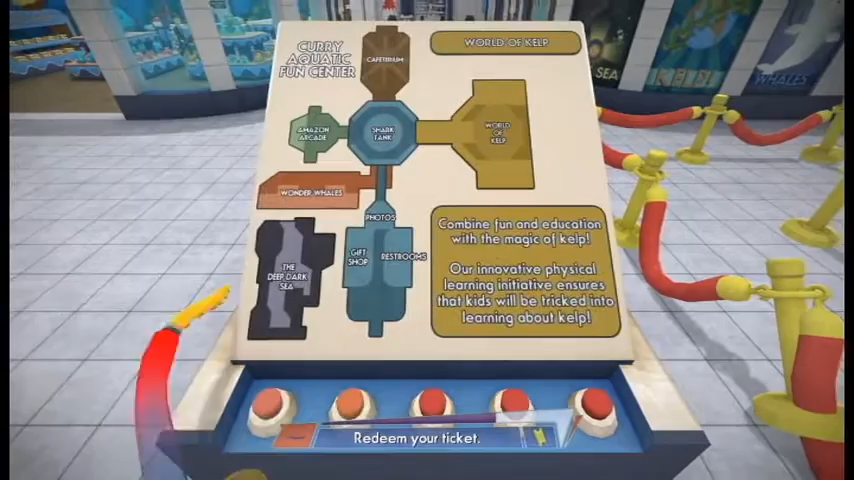 CURRY
AQUATIC
FUN CENTER
CAFETERIUM
WORLD OF KELP
AMAZON
ARCADE
SHARK
TANK
WORLD
OF
KELP
WONDER WHALES
PHOTOS
GIFT
SHOP
RESTROOMS
THE
DEEP DARK
SEA
Combine fun and education
with the magic of kelp!
Our innovative physical
learning initiative ensures
that kids will be tricked into
learning about kelp!
SEA
KELP
WHALES
Redeem your ticket.